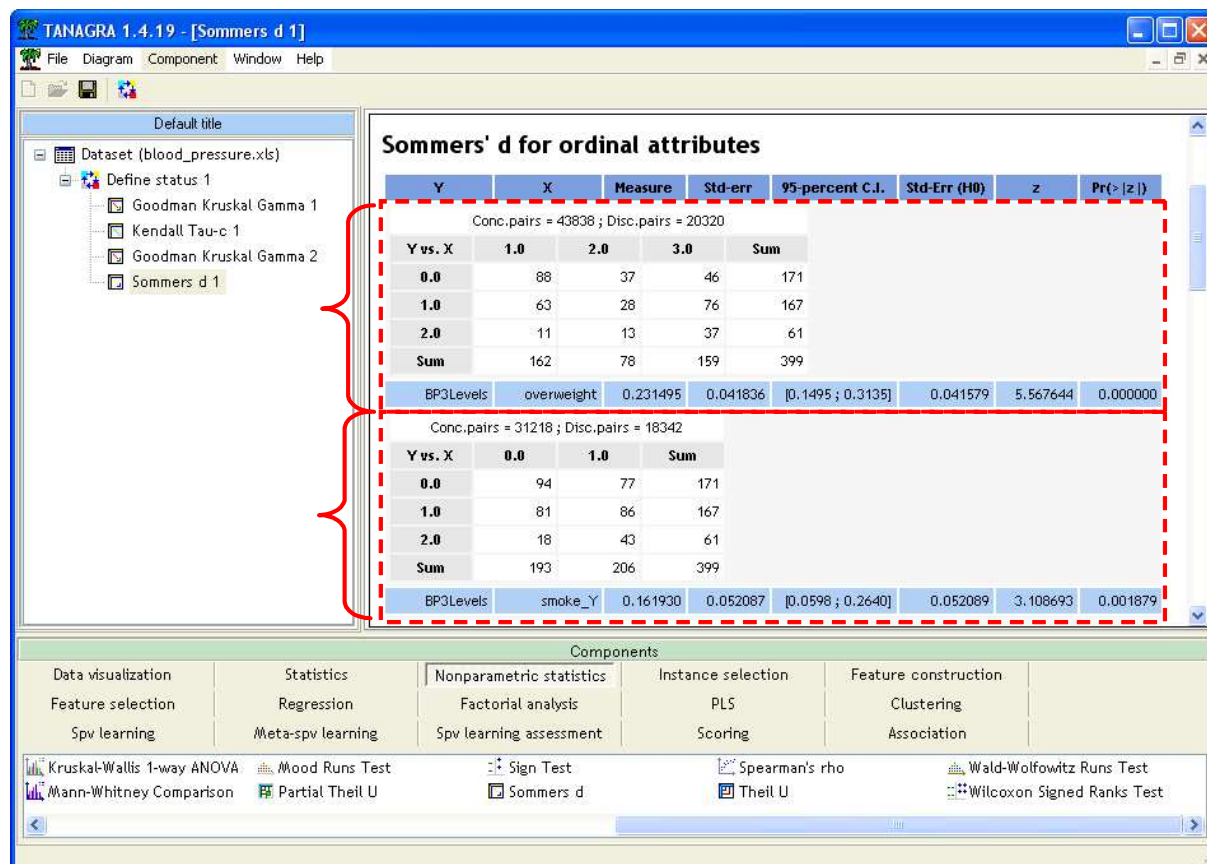 TANAGRA 1.4.19 - [Sommers d 1]
File Diagram Component Window Help
Default title
Dataset (blood_pressure.xls)
Define status 1
Goodman Kruskal Gamma 1
Kendall Tau-c 1
Goodman Kruskal Gamma 2
Sommers d 1
Sommers' d for ordinal attributes
Y X Measure Std-err 95-percent C.I. Std-Err (H0) z Pr(>|z|)
Conc.pairs = 43838 ; Disc.pairs = 20320
Y vs. X 1.0 2.0 3.0 Sum
0.0 88 37 46 171
1.0 63 28 76 167
2.0 11 13 37 61
Sum 162 78 159 399
BP3Levels overweight 0.231495 0.041836 [0.1495 ; 0.3135] 0.041579 5.567644 0.000000
Conc.pairs = 31218 ; Disc.pairs = 18342
Y vs. X 0.0 1.0 Sum
0.0 94 77 171
1.0 81 86 167
2.0 18 43 61
Sum 193 206 399
BP3Levels smoke_Y 0.161930 0.052087 [0.0598 ; 0.2640] 0.052089 3.108693 0.001879
Components
Data visualization Statistics Nonparametric statistics Instance selection Feature construction
Feature selection Regression Factorial analysis PLS Clustering
Spv learning Meta-spv learning Spv learning assessment Scoring Association
Kruskal-Wallis 1-way ANOVA Mood Runs Test Sign Test Spearman's rho Wald-Wolfowitz Runs Test
Mann-Whitney Comparison Partial Theil U Sommers d Theil U Wilcoxon Signed Ranks Test